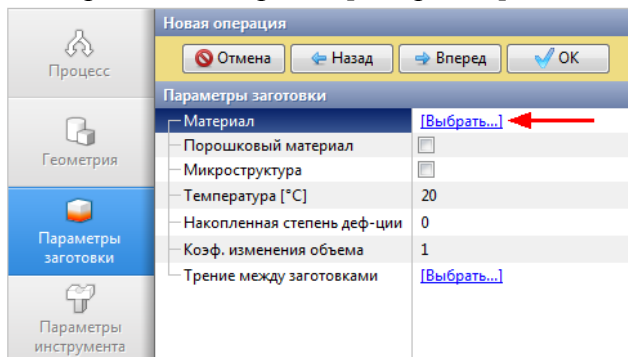 Новая операция
Отмена Назад Вперед OK
Параметры заготовки
Материал [Выбрать...]
Порошковый материал
Микроструктура
Температура [°C] 20
Накопленная степень деф-ции 0
Коэф. изменения объема 1
Трение между заготовками [Выбрать...]
Процесс
Геометрия
Параметры
заготовки
Параметры
инструмента